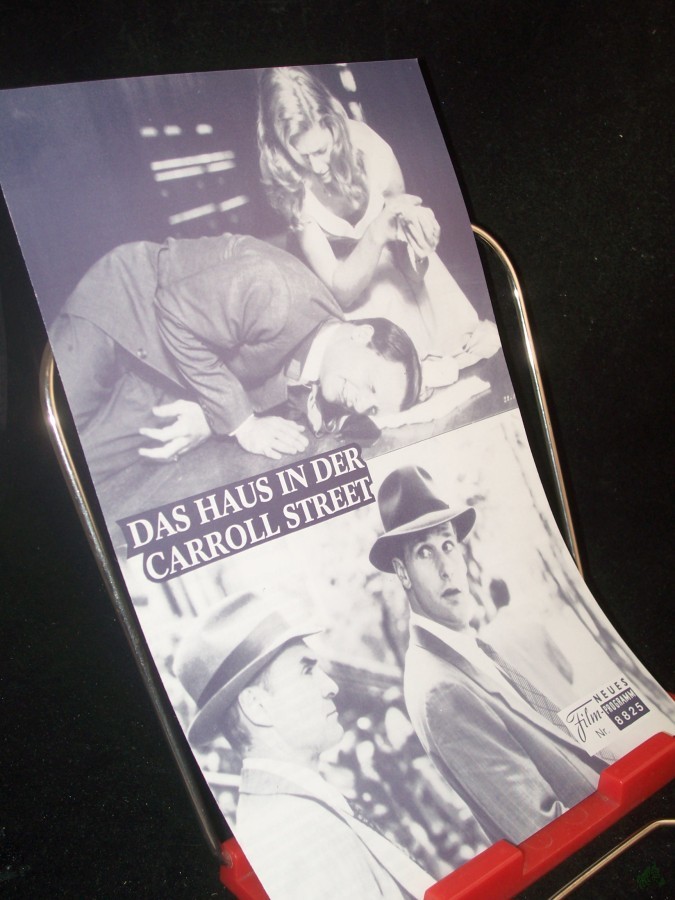 DAS HAUS IN DER
CARROLL STREET
NEUES
film-PROGRAMM
Nr. 8825